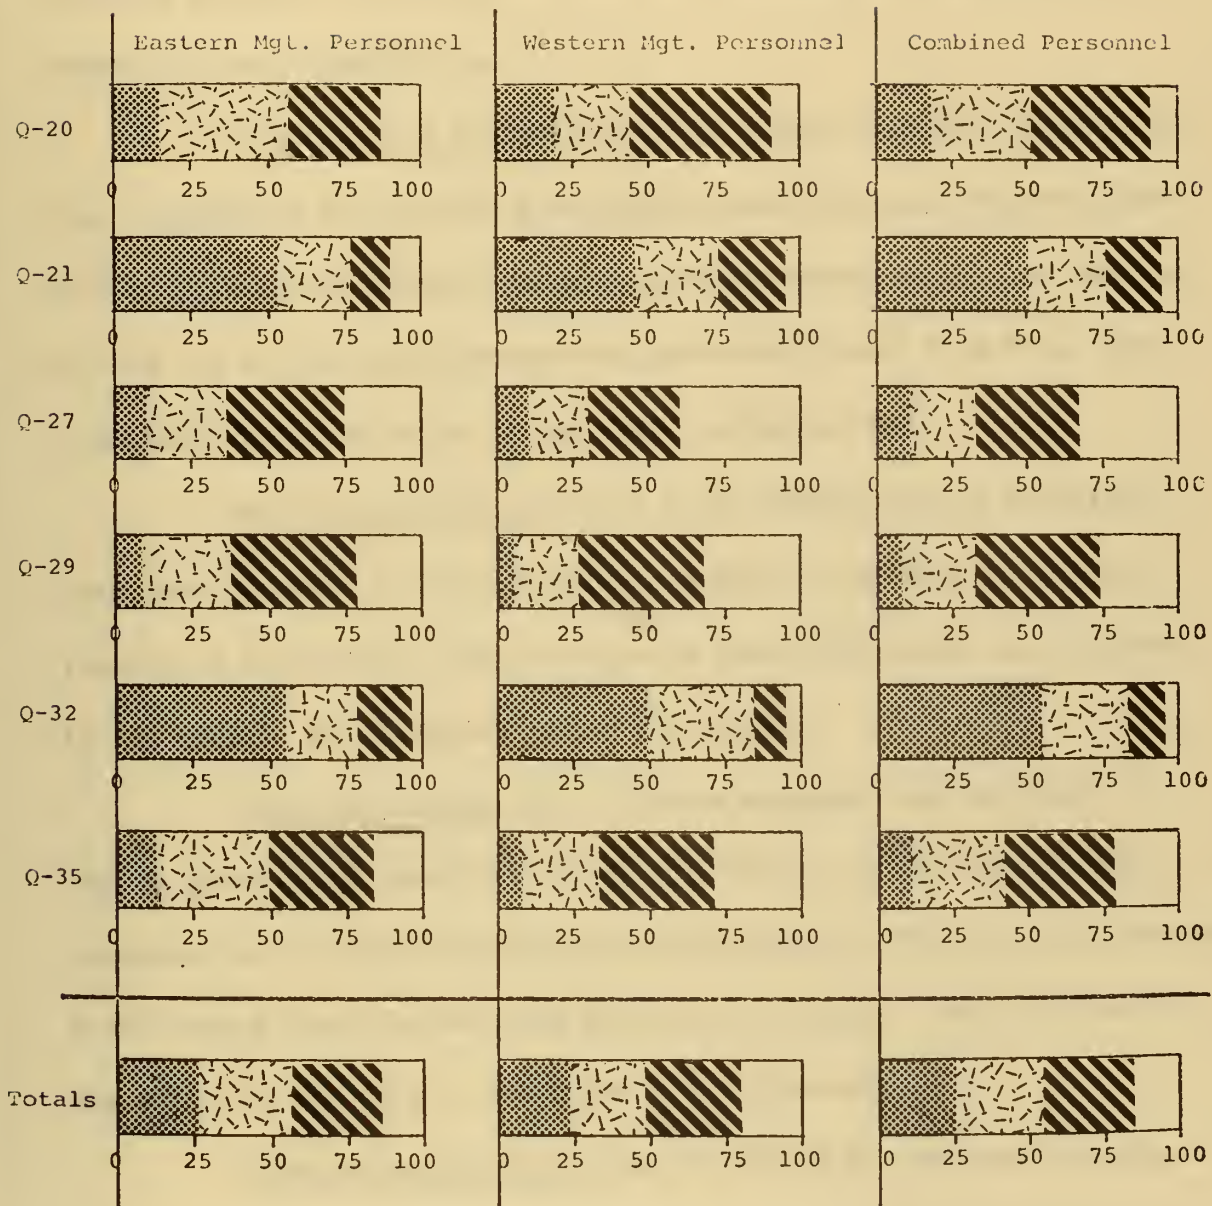 Eastern Mgt. Personnel Western Mgt. Personnel Combined Personnel
Q-20
0 25 50 75 100 0 25 50 75 100 0 25 50 75 100
Q-21
0 25 50 75 100 0 25 50 75 100 0 25 50 75 100
Q-27
0 25 50 75 100 0 25 50 75 100 0 25 50 75 100
Q-29
0 25 50 75 100 0 25 50 75 100 0 25 50 75 100
Q-32
0 25 50 75 100 0 25 50 75 100 0 25 50 75 100
Q-35
0 25 50 75 100 0 25 50 75 100 0 25 50 75 100
Totals
0 25 50 75 100 0 25 50 75 100 0 25 50 75 100